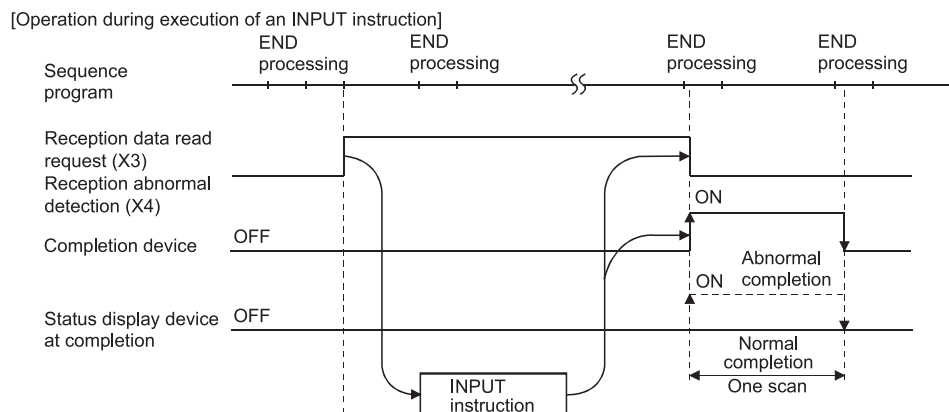 [Operation during execution of an INPUT instruction]
END
processing
END
processing
END
processing
END
processing
Sequence
program
Reception data read
request (X3)
Reception abnormal
detection (X4)
ON
Completion device
OFF
Abnormal
completion
ON
Status display device
at completion
OFF
Normal
completion
One scan
INPUT
instruction